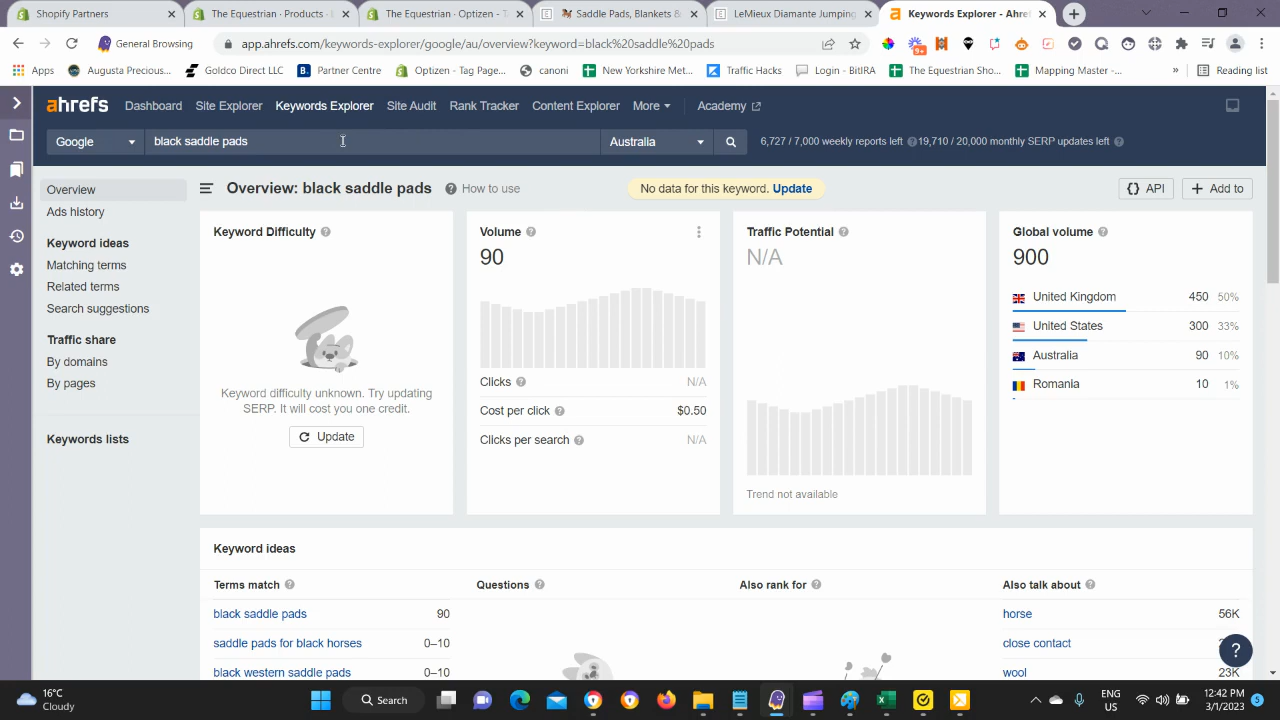 Shopify Partners
The Equestrian - Products - 
The Equestrian, Optizen - T
Saddle Pads, Blankets &
LeMieux Diamante Jumping
Keywords Explorer - Ahre
General Browsing
app.ahrefs.com/keywords-explorer/google/au/overview?keyword=black%20saddle%20pads
9+
Apps
Augusta Precious...
Goldco Direct LLC
Partner Centre
Optizen - Tag Page...
canoni
New Yorkshire Met...
Traffic Hacks
Login - BitIRA
The Equestrian Sho...
Mapping Master -...
»
Reading list
ahrefs
Dashboard
Site Explorer
Keywords Explorer
Site Audit
Rank Tracker
Content Explorer
More
Academy
Google
black saddle pads
Australia
6,727 / 7,000 weekly reports left
19,710 / 20,000 monthly SERP updates left
Overview
Ads history
Keyword ideas
Matching terms
Related terms
Search suggestions
Traffic share
By domains
By pages
Keywords lists
Overview: black saddle pads
How to use
No data for this keyword. Update
{} API
+ Add to
Keyword Difficulty
Keyword difficulty unknown. Try updating
SERP. It will cost you one credit.
Update
Volume
90
Clicks N/A
Cost per click $0.50
Clicks per search N/A
Traffic Potential
N/A
Trend not available
Global volume
900
United Kingdom 450 50%
United States 300 33%
Australia 90 10%
Romania 10 1%
Keyword ideas
Terms match
Questions
Also rank for
Also talk about
black saddle pads 90
saddle pads for black horses 0–10
black western saddle pads 0–10
horse 56K
close contact
wool 23K
?
16°C
Cloudy
Search
ENG
US
12:42 PM
3/1/2023
5